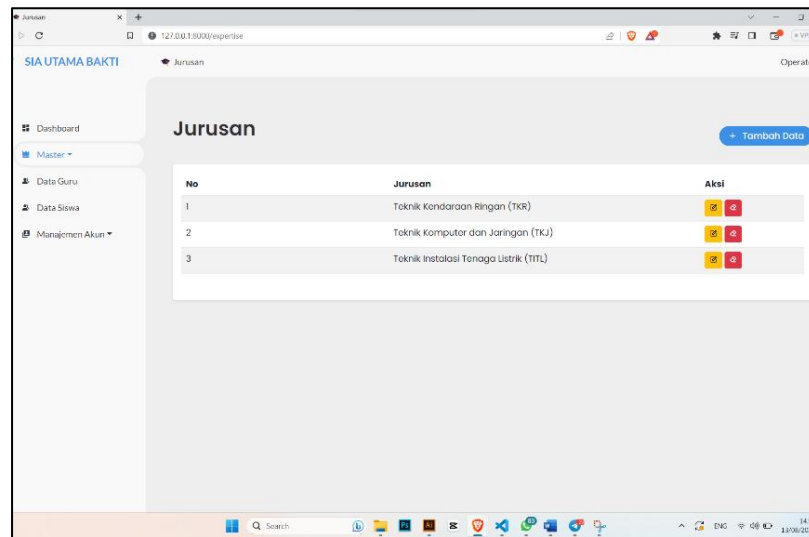 Jurusan
127.0.0.1:8000/expertise
SIA UTAMA BAKTI
Jurusan
Dashboard
Master
Data Guru
Data Siswa
Manajemen Akun
Jurusan
+ Tambah Data
No Jurusan Aksi
1 Teknik Kendaraan Ringan (TKR)
2 Teknik Komputer dan Jaringan (TKJ)
3 Teknik Instalasi Tenaga Listrik (TITL)
Search
ENG